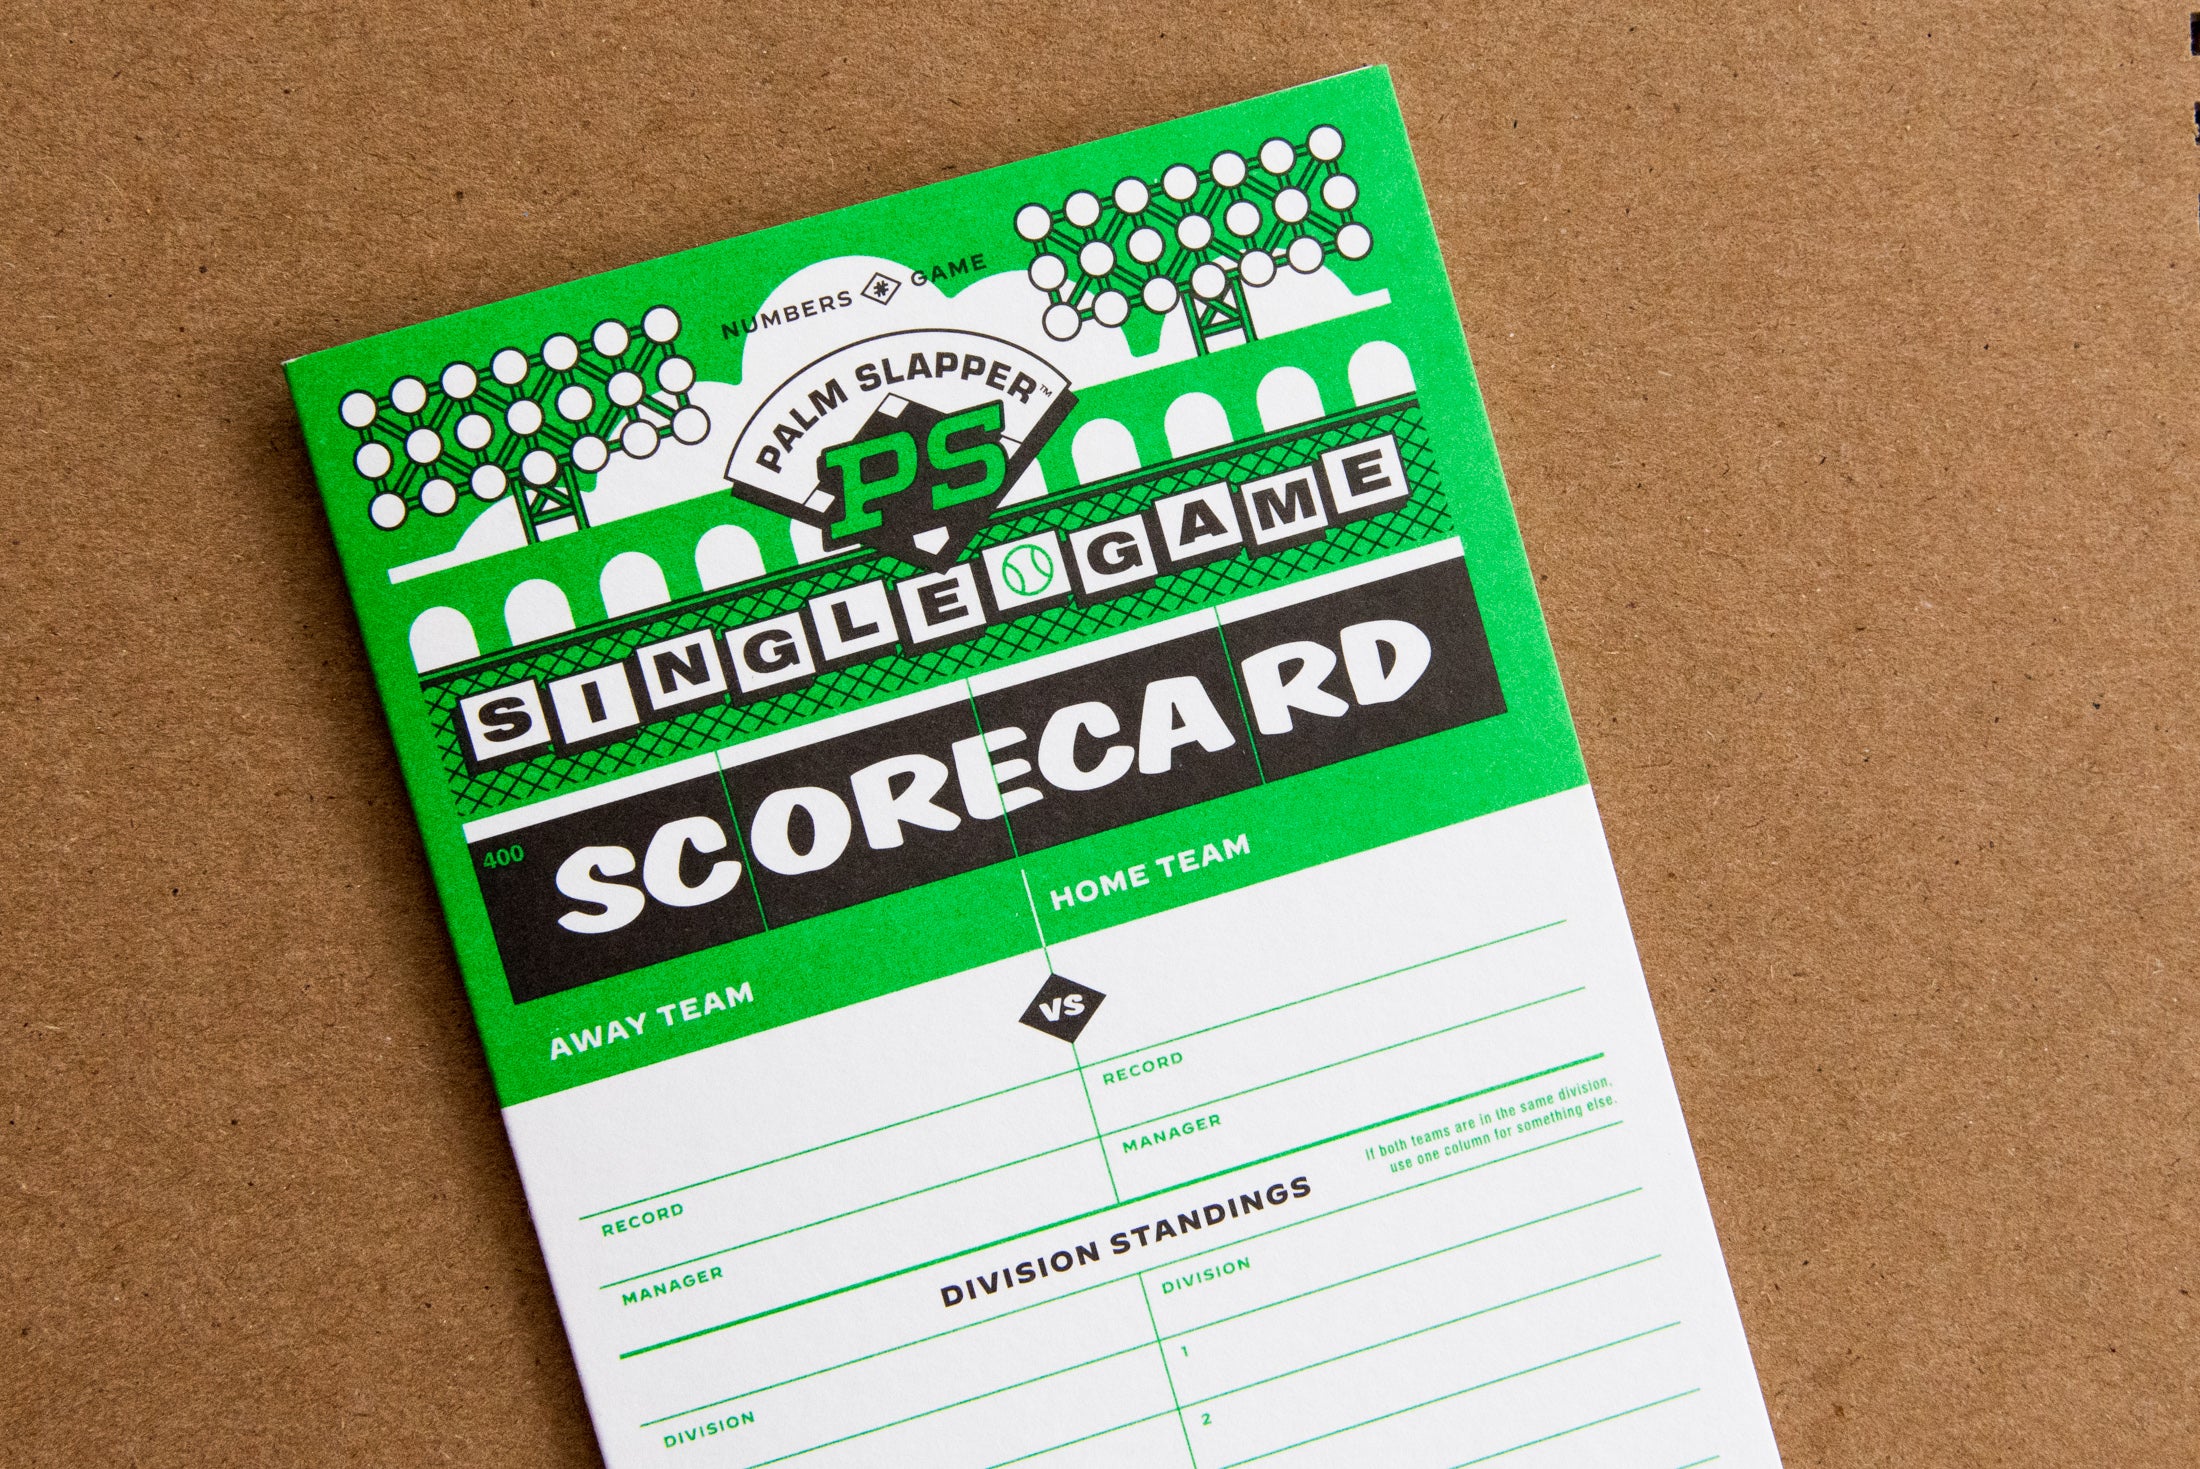 NUMBERS # GAME
PALM SLAPPER™
PS
SINGLE GAME
400
SCORECARD
AWAY TEAM
HOME TEAM
VS
RECORD
RECORD
MANAGER
MANAGER
If both teams are in the same division,
use one column for something else.
DIVISION STANDINGS
DIVISION
DIVISION
1
2